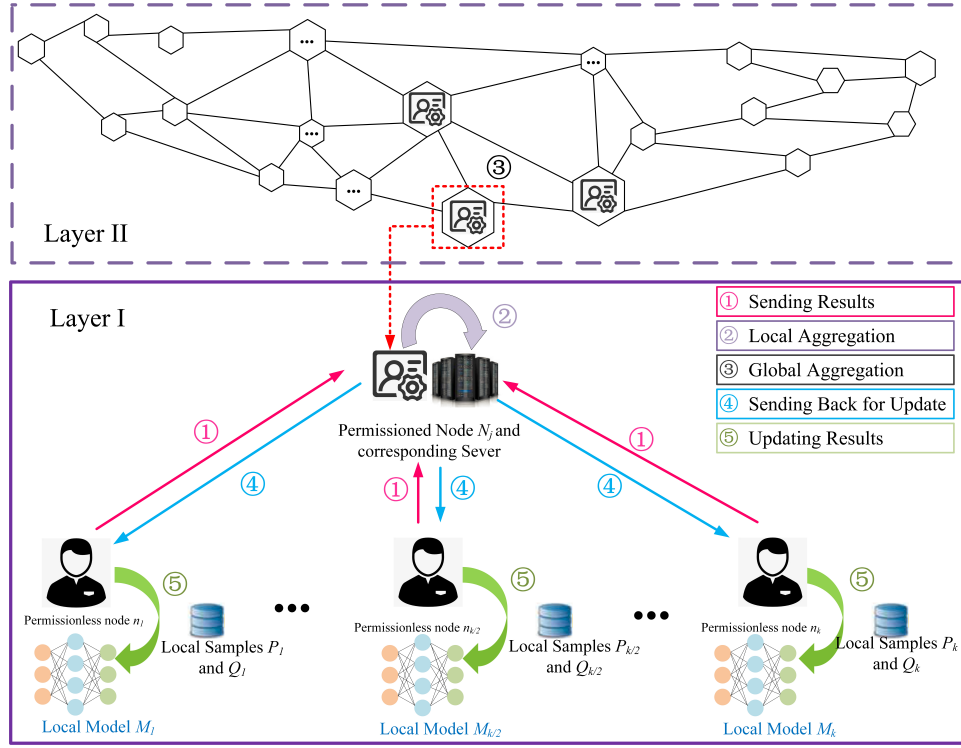 ...
...
...
...
③
Layer II
Layer I
②
① Sending Results
② Local Aggregation
③ Global Aggregation
④ Sending Back for Update
⑤ Updating Results
Permissioned Node Nj and
corresponding Sever
①
④
①
④
①
④
⑤
Permissionless node n1
Local Samples P1
and Q1
Local Model M1
...
⑤
Permissionless node nk/2
Local Samples Pk/2
and Qk/2
Local Model Mk/2
...
⑤
Permissionless node nk
Local Samples Pk
and Qk
Local Model Mk